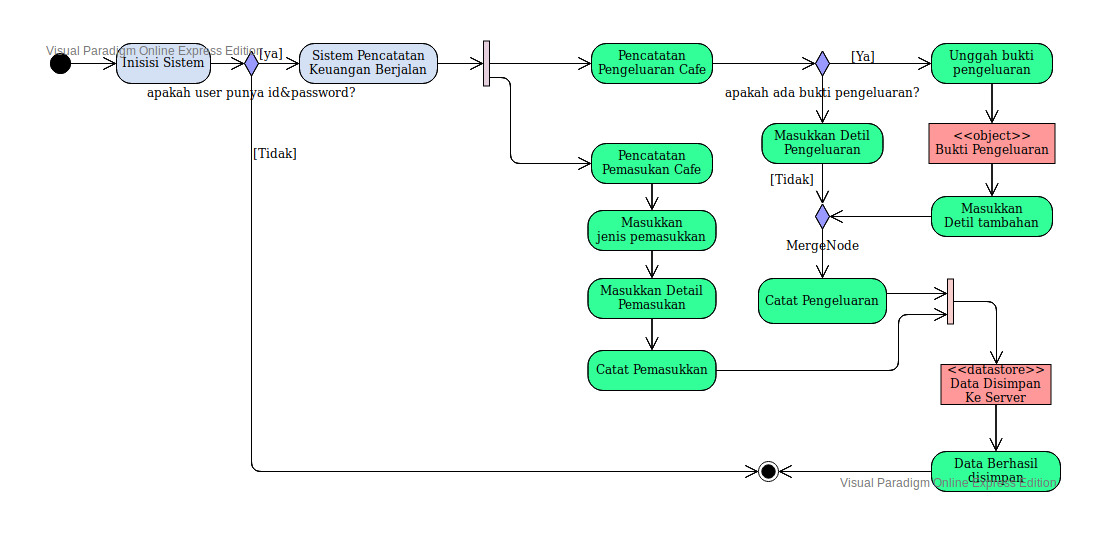 Visual Paradigm Online Express Edition
Inisisi Sistem
[ya]
apakah user punya id&password?
[Tidak]
Sistem Pencatatan
Keuangan Berjalan
Pencatatan
Pengeluaran Cafe
[Ya]
apakah ada bukti pengeluaran?
Unggah bukti
pengeluaran
Masukkan Detil
Pengeluaran
<<object>>
Bukti Pengeluaran
Pencatatan
Pemasukan Cafe
[Tidak]
Masukkan
Detil tambahan
Masukkan
jenis pemasukkan
MergeNode
Masukkan Detail
Pemasukan
Catat Pengeluaran
Catat Pemasukkan
<<datastore>>
Data Disimpan
Ke Server
Data Berhasil
disimpan
Visual Paradigm Online Express Edition